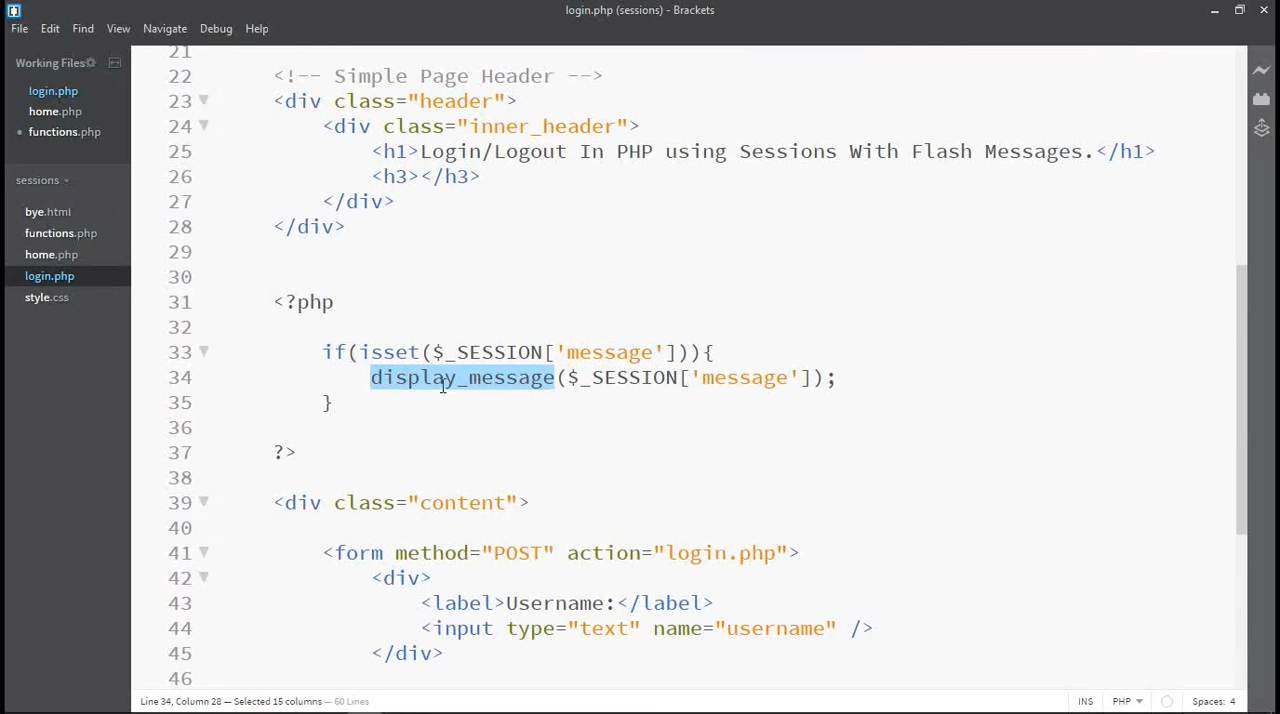 login.php (sessions) - Brackets
File Edit Find View Navigate Debug Help
Working Files
login.php
home.php
functions.php
sessions
bye.html
functions.php
home.php
login.php
style.css
21
22 <!-- Simple Page Header -->
23 <div class="header">
24 <div class="inner_header">
25 <h1>Login/Logout In PHP using Sessions With Flash Messages.</h1>
26 <h3></h3>
27 </div>
28 </div>
29
30
31 <?php
32
33 if(isset($_SESSION['message'])){
34 display_message($_SESSION['message']);
35 }
36
37 ?>
38
39 <div class="content">
40
41 <form method="POST" action="login.php">
42 <div>
43 <label>Username:</label>
44 <input type="text" name="username" />
45 </div>
46
Line 34, Column 28 — Selected 15 columns — 60 Lines
INS PHP Spaces: 4